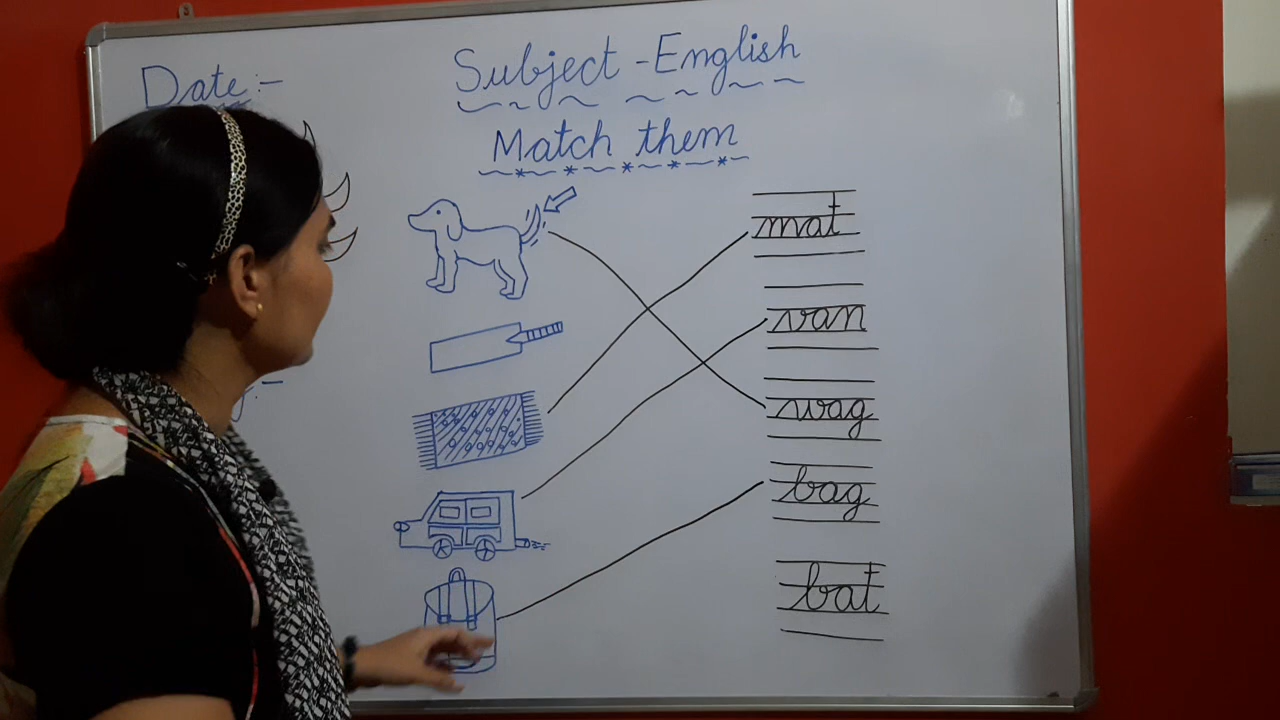 Date:-
Subject - English
Match them
mat
van
wag
bag
bat